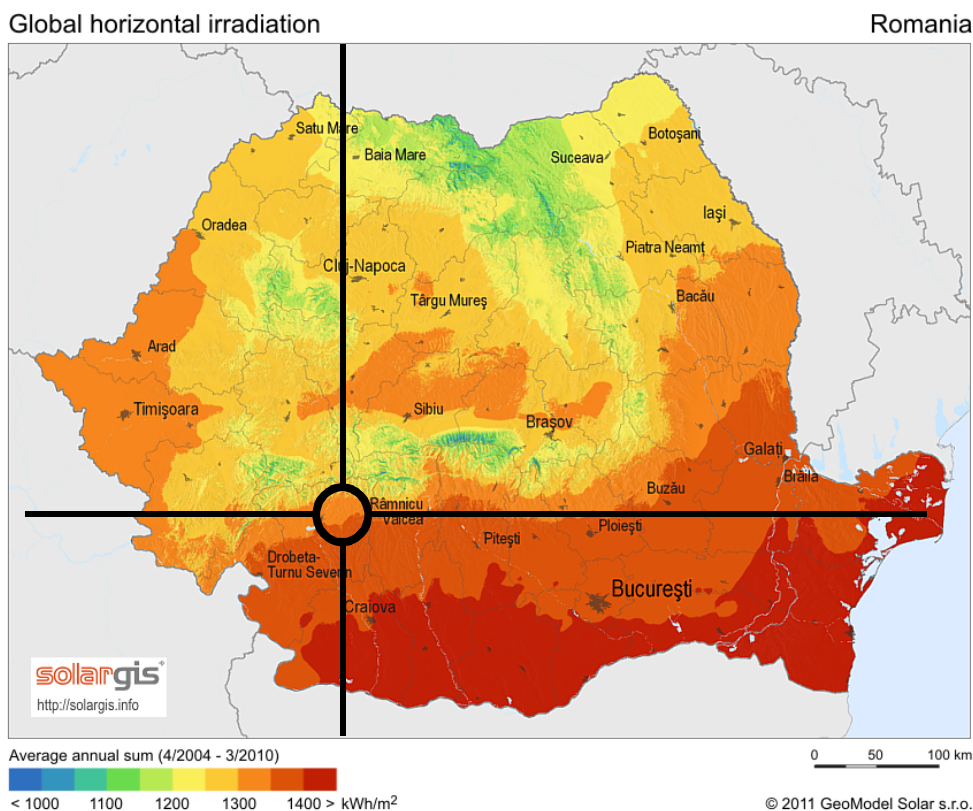 Global horizontal irradiation
Romania
Satu Mare
Botoşani
Baia Mare
Suceava
Iaşi
Oradea
Piatra Neamţ
Cluj-Napoca
Târgu Mureş
Bacău
Arad
Timişoara
Sibiu
Braşov
Galaţi
Brăila
Buzău
Râmnicu
Vâlcea
Ploieşti
Piteşti
Drobeta-
Turnu Severin
Bucureşti
Craiova
solargis
http://solargis.info
Average annual sum (4/2004 - 3/2010)
0 50 100 km
< 1000 1100 1200 1300 1400 > kWh/m²
© 2011 GeoModel Solar s.r.o.